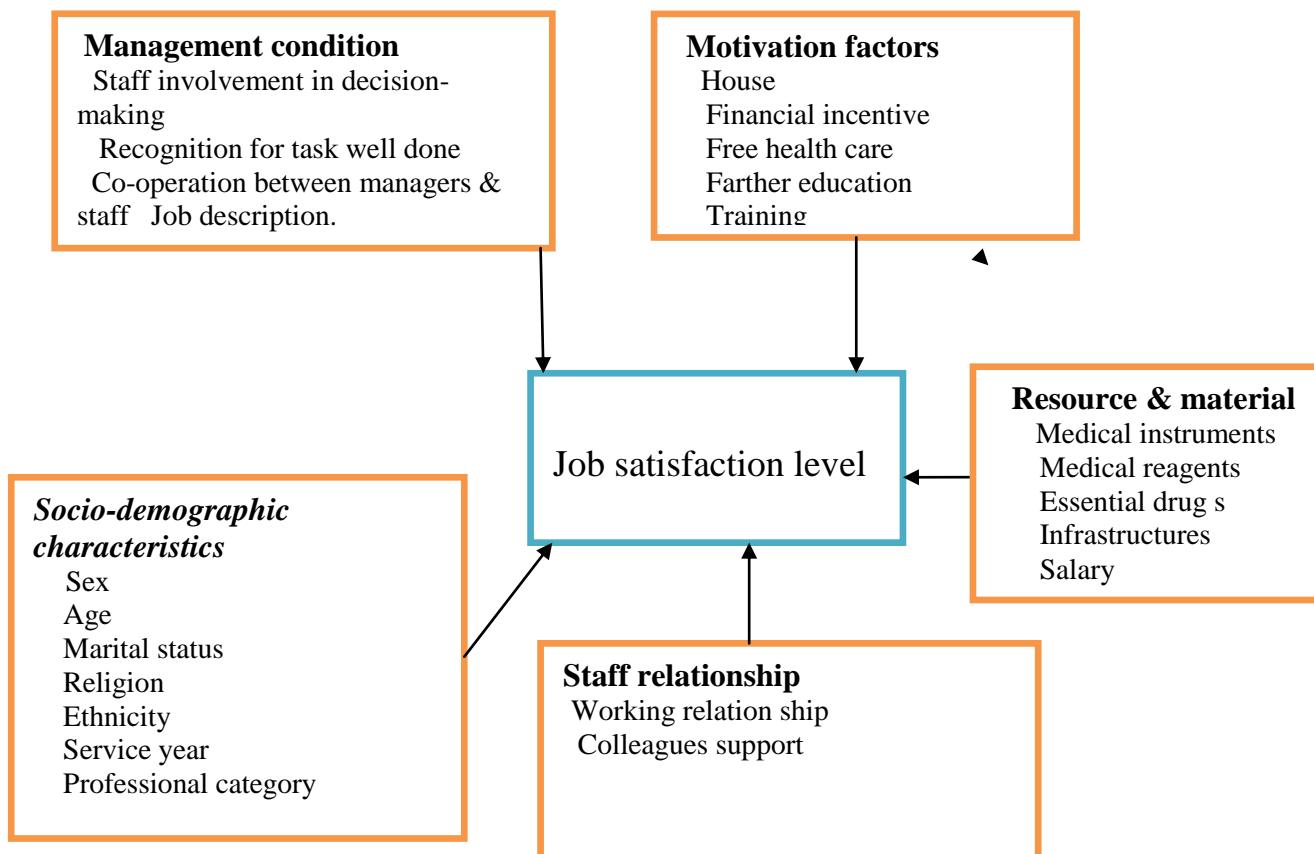 Management condition
Staff involvement in decision-
making
Recognition for task well done
Co-operation between managers &
staff Job description.
Motivation factors
House
Financial incentive
Free health care
Farther education
Training
Job satisfaction level
Resource & material
Medical instruments
Medical reagents
Essential drug s
Infrastructures
Salary
Socio-demographic
characteristics
Sex
Age
Marital status
Religion
Ethnicity
Service year
Professional category
Staff relationship
Working relation ship
Colleagues support